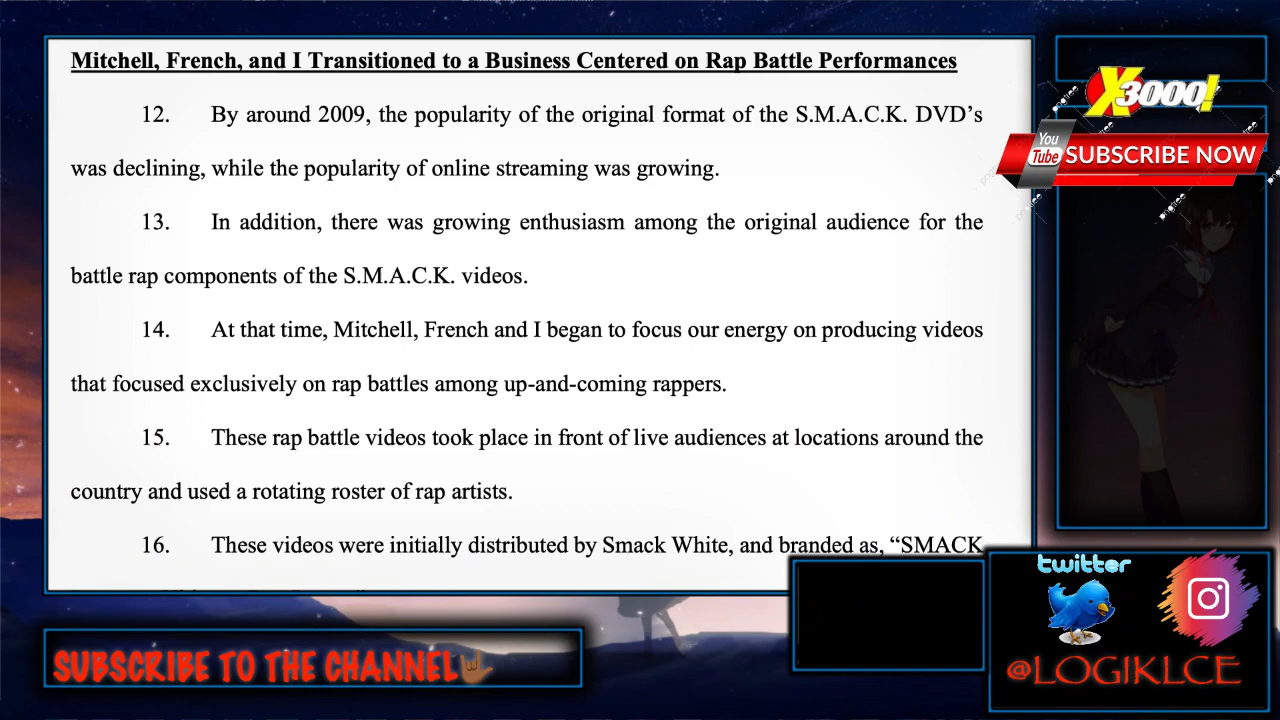 Mitchell, French, and I Transitioned to a Business Centered on Rap Battle Performances
12. By around 2009, the popularity of the original format of the S.M.A.C.K. DVD’s
was declining, while the popularity of online streaming was growing.
13. In addition, there was growing enthusiasm among the original audience for the
battle rap components of the S.M.A.C.K. videos.
14. At that time, Mitchell, French and I began to focus our energy on producing videos
that focused exclusively on rap battles among up-and-coming rappers.
15. These rap battle videos took place in front of live audiences at locations around the
country and used a rotating roster of rap artists.
16. These videos were initially distributed by Smack White, and branded as, “SMACK
X3000!
You
Tube
SUBSCRIBE NOW
pngtree
pngtree
pngtree
pngtree
pngtree
twitter
@LOGIKLCE
SUBSCRIBE TO THE CHANNEL